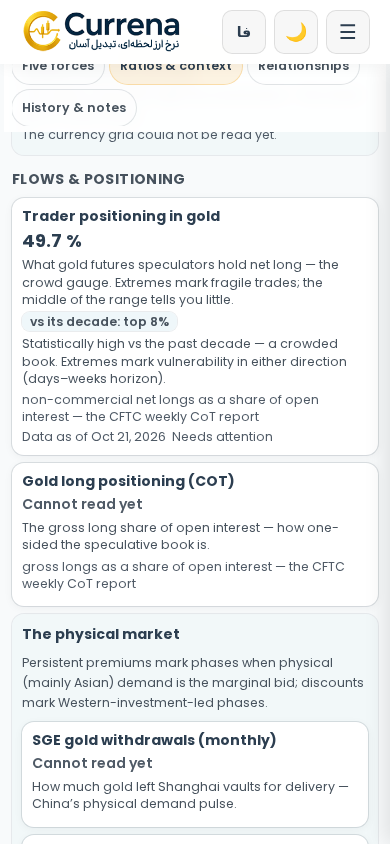 Currena
نرخ ارز لحظه‌ای، تبدیل آسان
فا
Five forces
Ratios & context
Relationships
History & notes
The currency grid could not be read yet.
FLOWS & POSITIONING
Trader positioning in gold
49.7 %
What gold futures speculators hold net long — the
crowd gauge. Extremes mark fragile trades; the
middle of the range tells you little.
vs its decade: top 8%
Statistically high vs the past decade — a crowded
book. Extremes mark vulnerability in either direction
(days–weeks horizon).
non-commercial net longs as a share of open
interest — the CFTC weekly CoT report
Data as of Oct 21, 2026 Needs attention
Gold long positioning (COT)
Cannot read yet
The gross long share of open interest — how one-
sided the speculative book is.
gross longs as a share of open interest — the CFTC
weekly CoT report
The physical market
Persistent premiums mark phases when physical
(mainly Asian) demand is the marginal bid; discounts
mark Western-investment-led phases.
SGE gold withdrawals (monthly)
Cannot read yet
How much gold left Shanghai vaults for delivery —
China’s physical demand pulse.